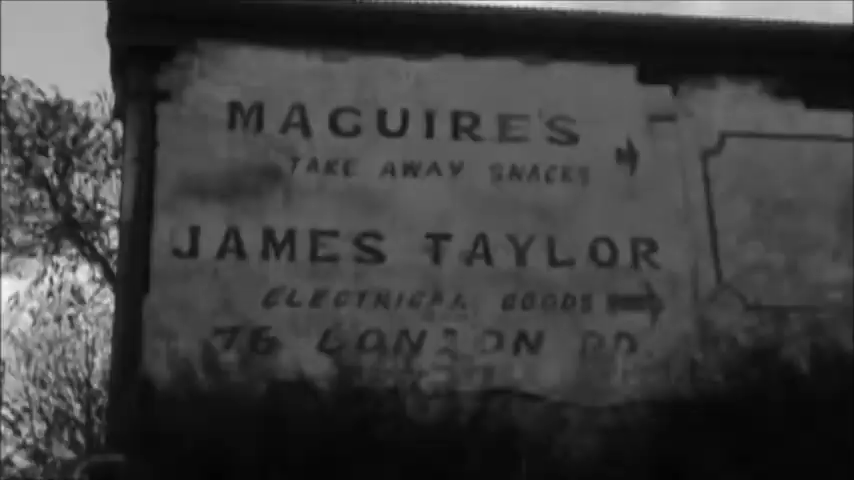 MAGUIRE'S
TAKE AWAY SNACKS
JAMES TAYLOR
ELECTRICAL GOODS
76 LONDON RD.